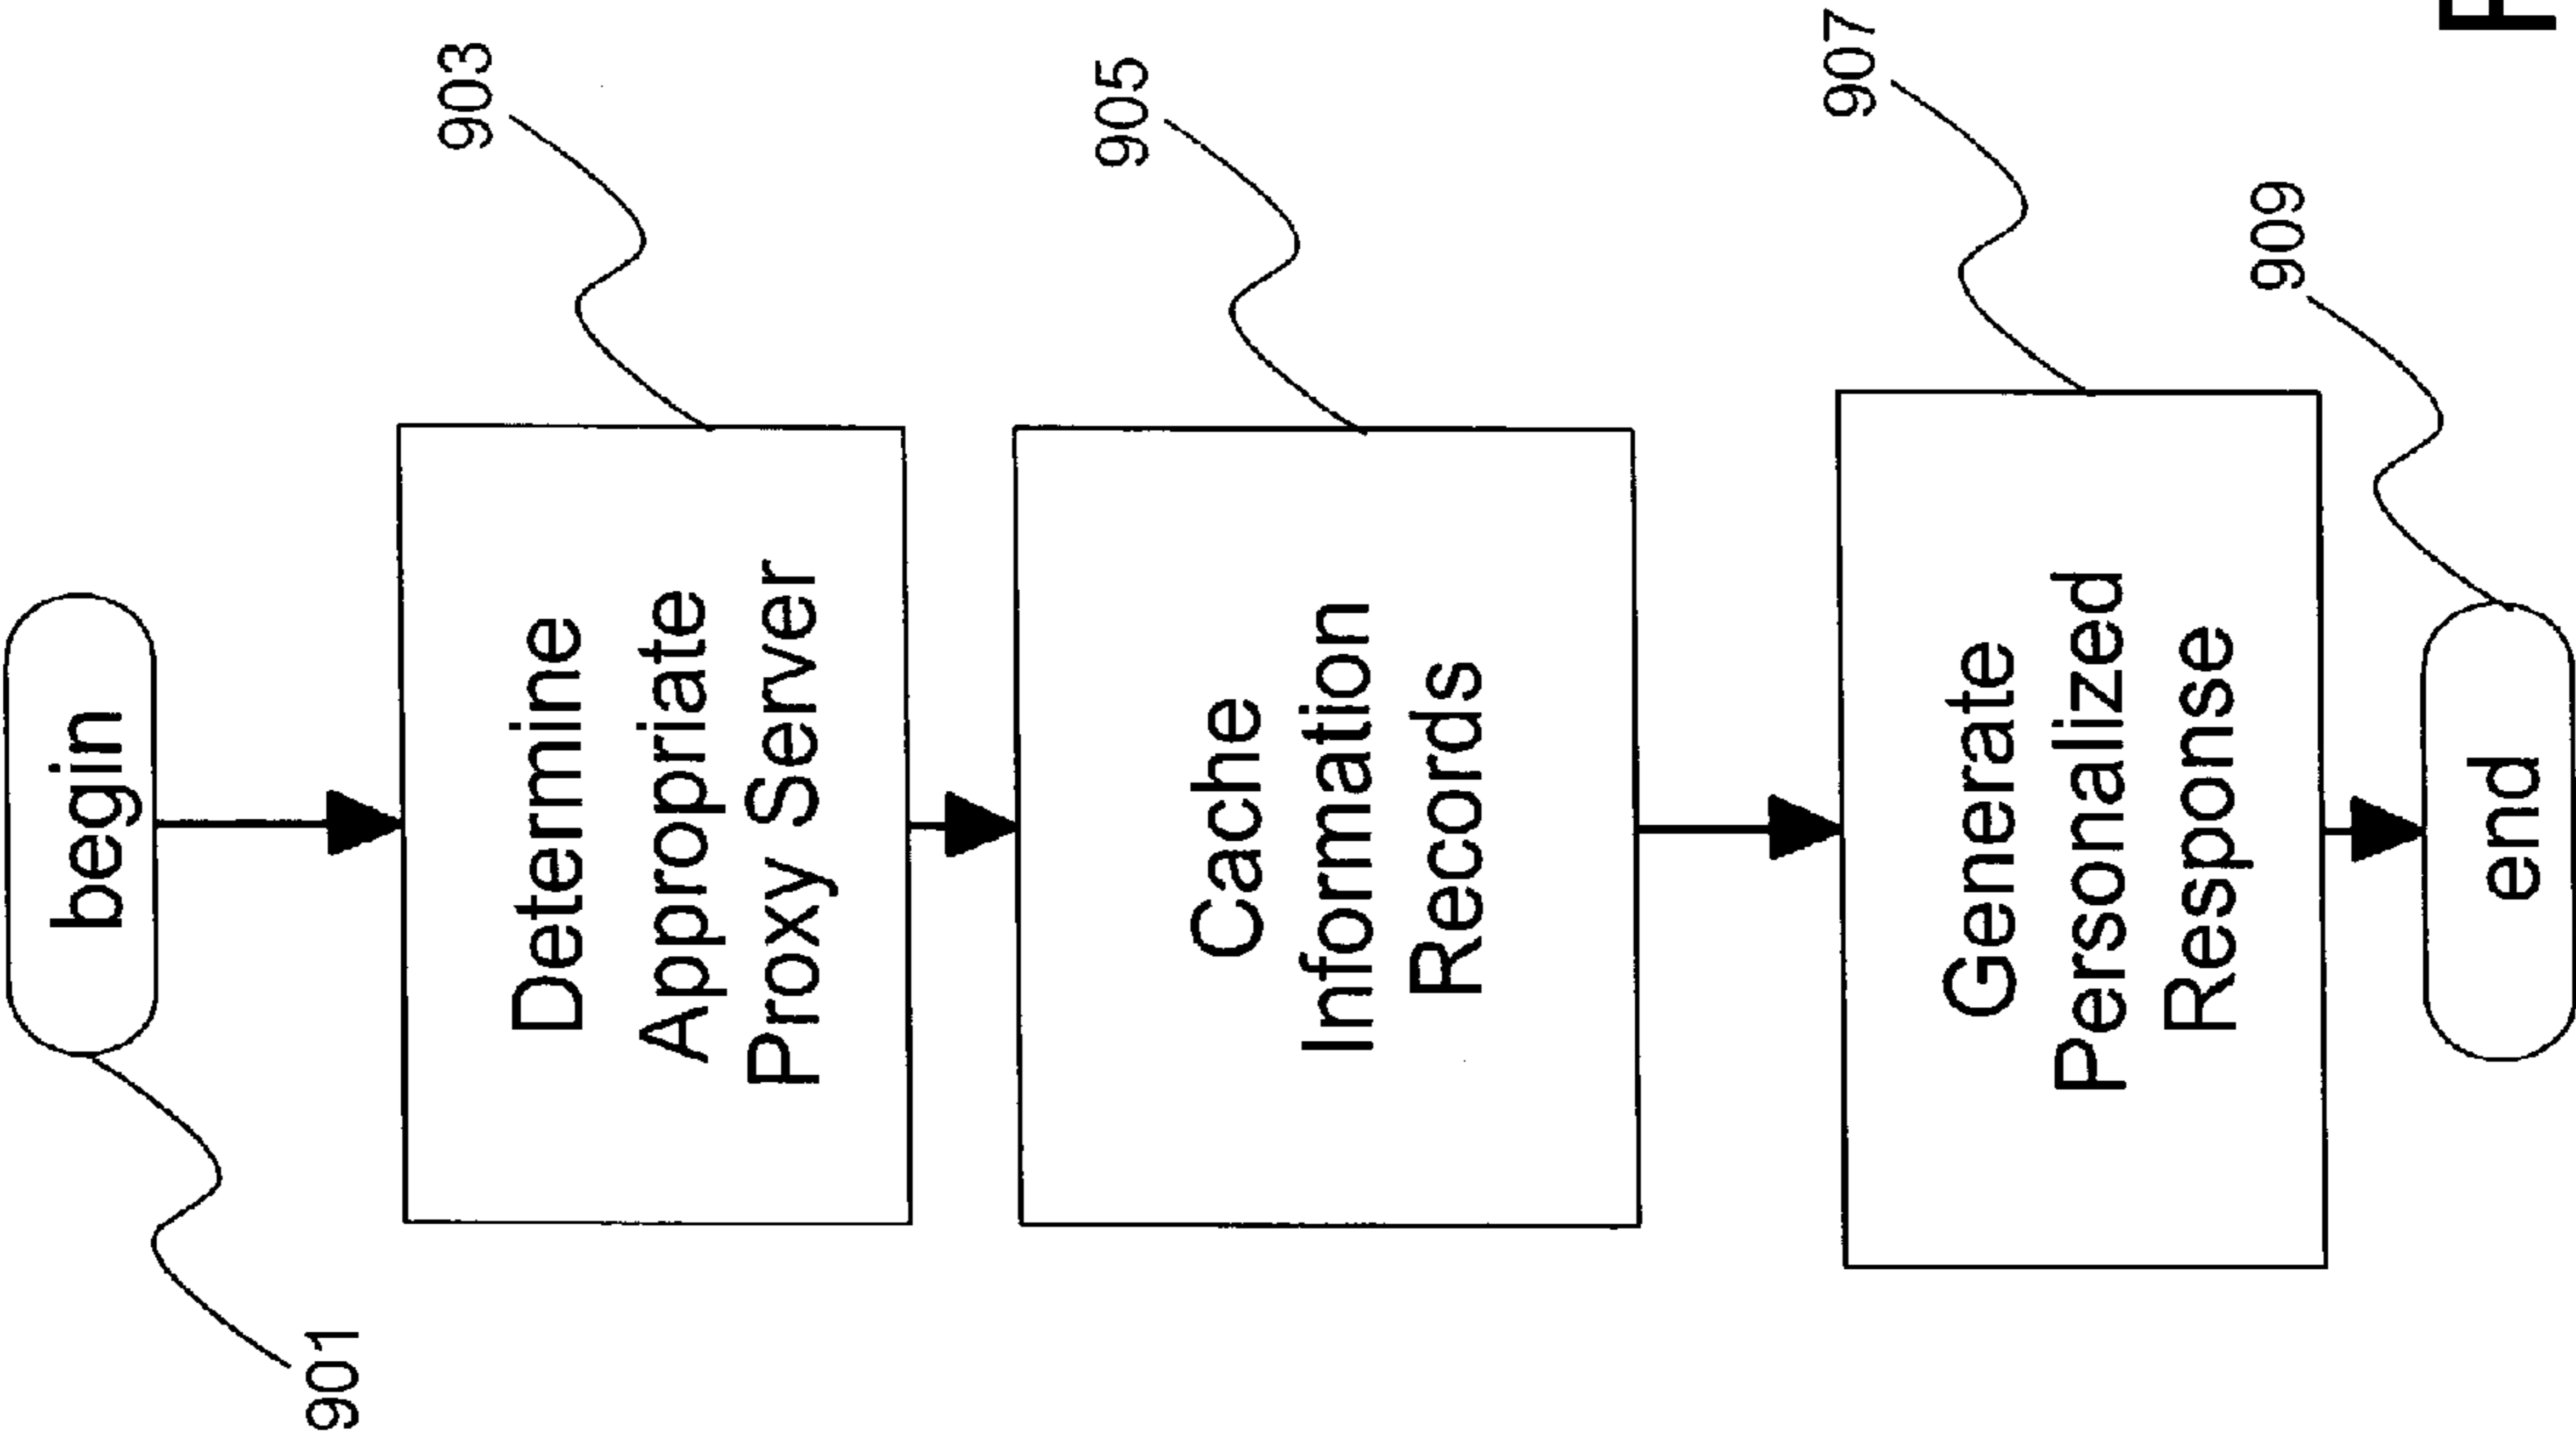 begin
901
903
Determine
Appropriate
Proxy Server
905
Cache
Information
Records
907
Generate
Personalized
Response
909
end